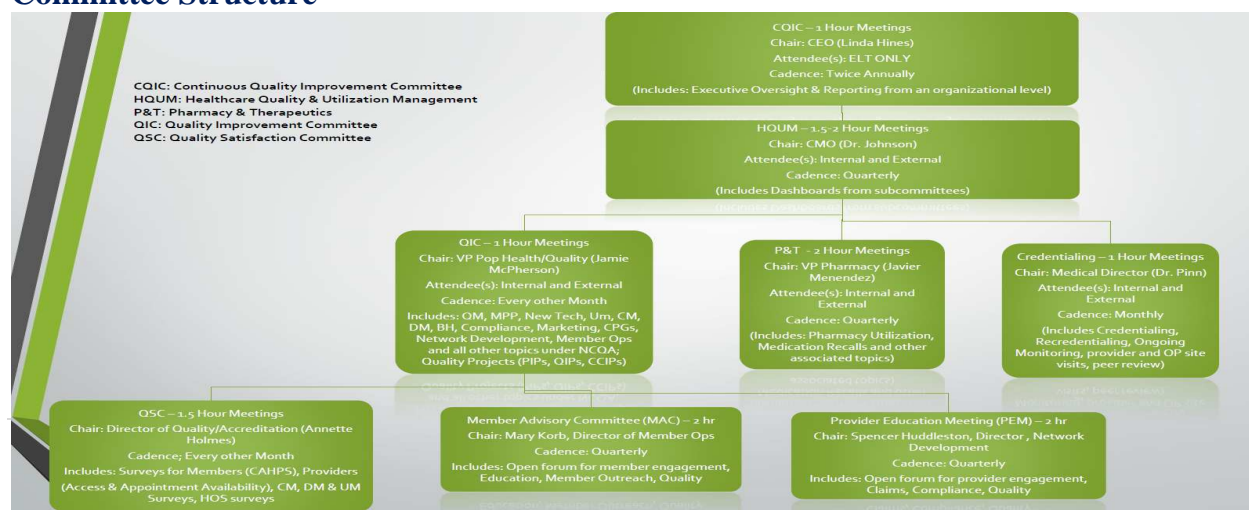 Committee Structure
CQIC: Continuous Quality Improvement Committee
HQUM: Healthcare Quality & Utilization Management
P&T: Pharmacy & Therapeutics
QIC: Quality Improvement Committee
QSC: Quality Satisfaction Committee
CQIC – 1 Hour Meetings
Chair: CEO (Linda Hines)
Attendee(s): ELT ONLY
Cadence: Twice Annually
(Includes: Executive Oversight & Reporting from an organizational level)
HQUM – 1.5-2 Hour Meetings
Chair: CMO (Dr. Johnson)
Attendee(s): Internal and External
Cadence: Quarterly
(Includes Dashboards from subcommittees)
QIC – 1 Hour Meetings
Chair: VP Pop Health/Quality (Jamie
McPherson)
Attendee(s): Internal and External
Cadence: Every other Month
Includes: QM, MPP, New Tech, Um, CM,
DM, BH, Compliance, Marketing, CPGs,
Network Development, Member Ops
and all other topics under NCQA;
Quality Projects (PIPs, QIPs, CCIPs)
P&T - 2 Hour Meetings
Chair: VP Pharmacy (Javier
Menendez)
Attendee(s): Internal and
External
Cadence: Quarterly
(Includes: Pharmacy Utilization,
Medication Recalls and other
associated topics)
Credentialing – 1 Hour Meetings
Chair: Medical Director (Dr. Pinn)
Attendee(s): Internal and
External
Cadence: Monthly
(Includes Credentialing,
Recredentialing, Ongoing
Monitoring, provider and OP site
visits, peer review)
QSC – 1.5 Hour Meetings
Chair: Director of Quality/Accreditation (Annette
Holmes)
Cadence; Every other Month
Includes: Surveys for Members (CAHPS), Providers
(Access & Appointment Availability), CM, DM & UM
Surveys, HOS surveys
Member Advisory Committee (MAC) – 2 hr
Chair: Mary Korb, Director of Member Ops
Cadence: Quarterly
Includes: Open forum for member engagement,
Education, Member Outreach, Quality
Provider Education Meeting (PEM) – 2 hr
Chair: Spencer Huddleston, Director , Network
Development
Cadence: Quarterly
Includes: Open forum for provider engagement,
Claims, Compliance, Quality